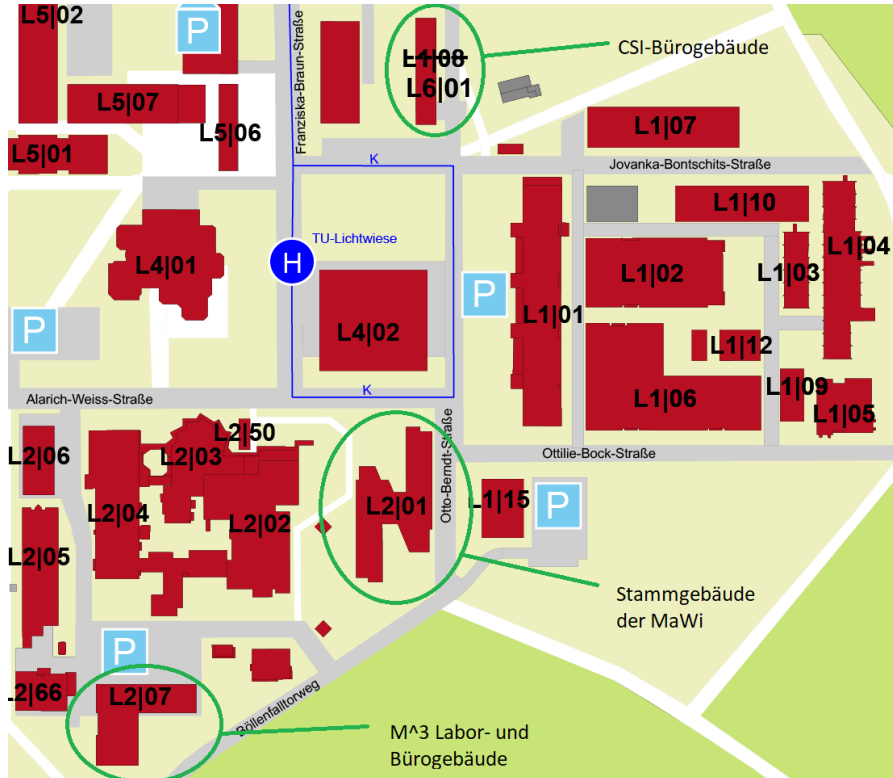 L5|02
P
Franziska-Braun-Straße
L1|08
L6|01
CSI-Bürogebäude
L5|07
L5|06
L5|01
L1|07
K
Jovanka-Bontschits-Straße
L1|10
TU-Lichtwiese
H
L4|01
L1|04
L1|03
L1|02
P
L1|01
P
L4|02
L1|12
L1|09
L1|06
L1|05
K
Alarich-Weiss-Straße
L2|50
Otto-Berndt-Straße
Ottilie-Bock-Straße
L2|06
L2|03
L2|04
L2|02
L2|01
L1|15
P
L2|05
Stammgebäude
der MaWi
P
L2|66
L2|07
Böllenfalltorweg
M^3 Labor- und
Bürogebäude